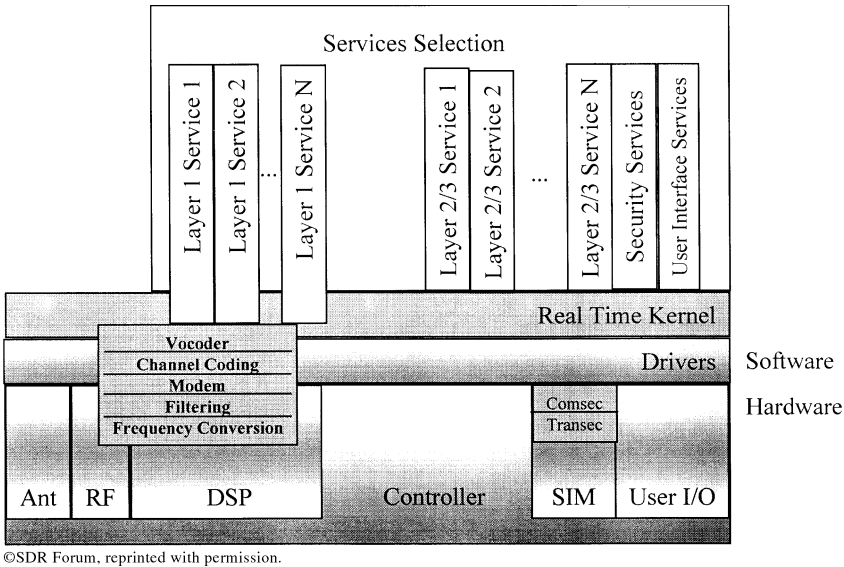 Services Selection
Layer 1 Service 1
Layer 1 Service 2
...
Layer 1 Service N
Layer 2/3 Service 1
Layer 2/3 Service 2
...
Layer 2/3 Service N
Security Services
User Interface Services
Real Time Kernel
Vocoder
Channel Coding
Modem
Filtering
Frequency Conversion
Drivers
Software
Hardware
Comsec
Transec
Ant
RF
DSP
Controller
SIM
User I/O
©SDR Forum, reprinted with permission.